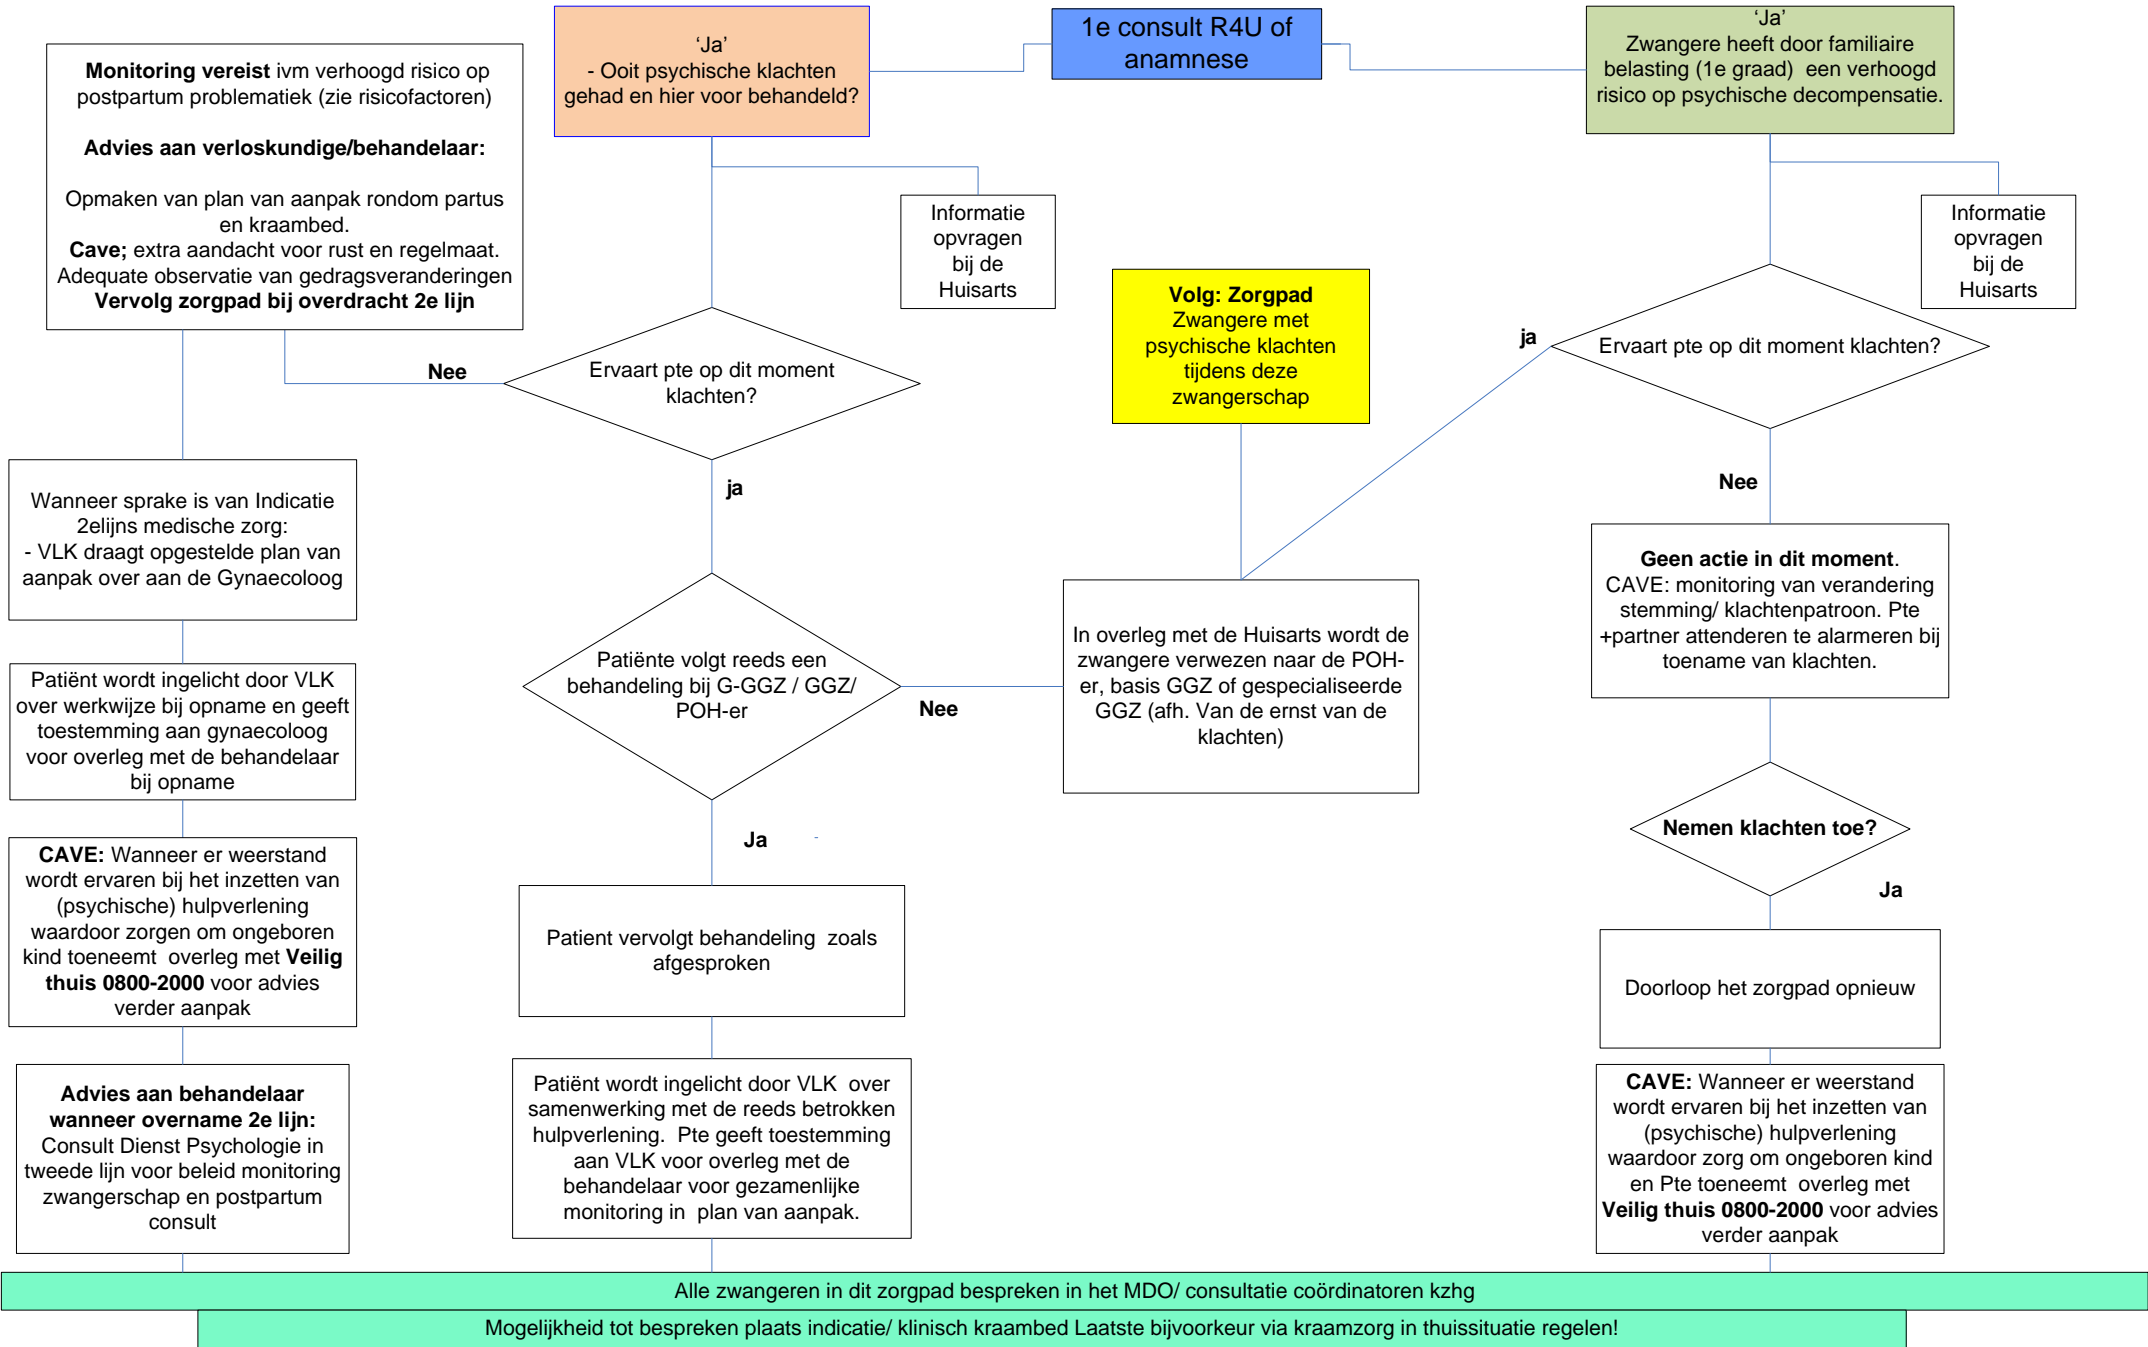 1e consult R4U of
anamnese
‘Ja’
- Ooit psychische klachten
gehad en hier voor behandeld?
‘Ja’
Zwangere heeft door familiaire
belasting (1e graad)  een verhoogd
risico op psychische decompensatie.
Monitoring vereist ivm verhoogd risico op
postpartum problematiek (zie risicofactoren)
Advies aan verloskundige/behandelaar:
Opmaken van plan van aanpak rondom partus
en kraambed.
Cave; extra aandacht voor rust en regelmaat.
Adequate observatie van gedragsveranderingen
Vervolg zorgpad bij overdracht 2e lijn
Informatie
opvragen
bij de
Huisarts
Informatie
opvragen
bij de
Huisarts
Volg: Zorgpad
Zwangere met
psychische klachten
tijdens deze
zwangerschap
Nee
Ervaart pte op dit moment
klachten?
ja
ja
Ervaart pte op dit moment klachten?
Nee
Wanneer sprake is van Indicatie
2elijns medische zorg:
- VLK draagt opgestelde plan van
aanpak over aan de Gynaecoloog
Patiënt wordt ingelicht door VLK
over werkwijze bij opname en geeft
toestemming aan gynaecoloog
voor overleg met de behandelaar
bij opname
CAVE: Wanneer er weerstand
wordt ervaren bij het inzetten van
(psychische) hulpverlening
waardoor zorgen om ongeboren
kind toeneemt  overleg met Veilig
thuis 0800-2000 voor advies
verder aanpak
Advies aan behandelaar
wanneer overname 2e lijn:
Consult Dienst Psychologie in
tweede lijn voor beleid monitoring
zwangerschap en postpartum
consult
Patiënte volgt reeds een
behandeling bij G-GGZ / GGZ/
POH-er
Nee
Ja
In overleg met de Huisarts wordt de
zwangere verwezen naar de POH-
er, basis GGZ of gespecialiseerde
GGZ (afh. Van de ernst van de
klachten)
Patient vervolgt behandeling  zoals
afgesproken
Patiënt wordt ingelicht door VLK  over
samenwerking met de reeds betrokken
hulpverlening.  Pte geeft toestemming
aan VLK voor overleg met de
behandelaar voor gezamenlijke
monitoring in  plan van aanpak.
Geen actie in dit moment.
CAVE: monitoring van verandering
stemming/ klachtenpatroon. Pte
+partner attenderen te alarmeren bij
toename van klachten.
Nemen klachten toe?
Ja
Doorloop het zorgpad opnieuw
CAVE: Wanneer er weerstand
wordt ervaren bij het inzetten van
(psychische) hulpverlening
waardoor zorg om ongeboren kind
en Pte toeneemt  overleg met
Veilig thuis 0800-2000 voor advies
verder aanpak
Alle zwangeren in dit zorgpad bespreken in het MDO/ consultatie coördinatoren kzhg
Mogelijkheid tot bespreken plaats indicatie/ klinisch kraambed Laatste bijvoorkeur via kraamzorg in thuissituatie regelen!